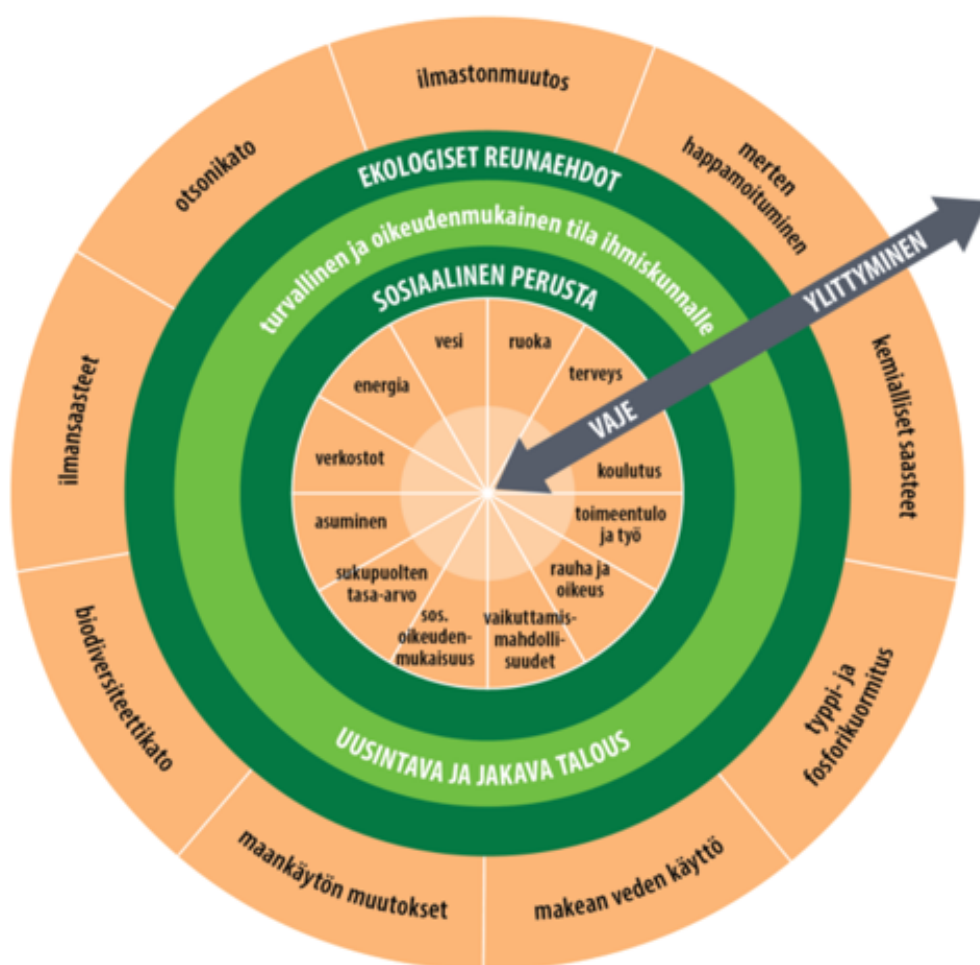 ilmastonmuutos
merten
happamoituminen
kemialliset saasteet
typpi- ja
fosforikuormitus
makean veden käyttö
maankäytön muutokset
biodiversiteettikato
ilmansaasteet
otsonikato
EKOLOGISET REUNAEHDOT
turvallinen ja oikeudenmukainen tila ihmiskunnalle
SOSIAALINEN PERUSTA
YLITTYMINEN
VAJE
vesi
ruoka
terveys
koulutus
toimeentulo
ja työ
rauha ja
oikeus
vaikuttamis-
mahdolli-
suudet
sos.
oikeuden-
mukaisuus
sukupuolten
tasa-arvo
asuminen
verkostot
energia
UUSINTAVA JA JAKAVA TALOUS